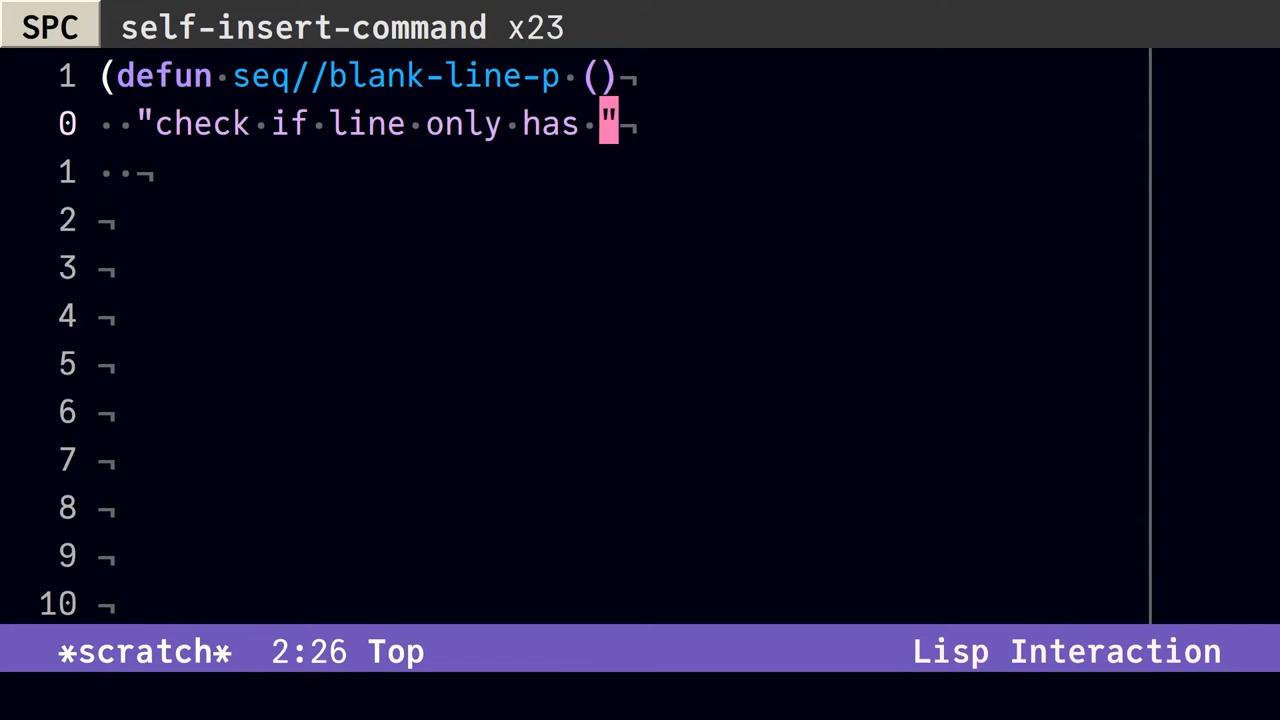 SPC self-insert-command x23
1 (defun·seq//blank-line-p·()¬
0 ··"check·if·line·only·has·"¬
1 ··¬
2 ¬
3 ¬
4 ¬
5 ¬
6 ¬
7 ¬
8 ¬
9 ¬
10 ¬
*scratch* 2:26 Top Lisp Interaction